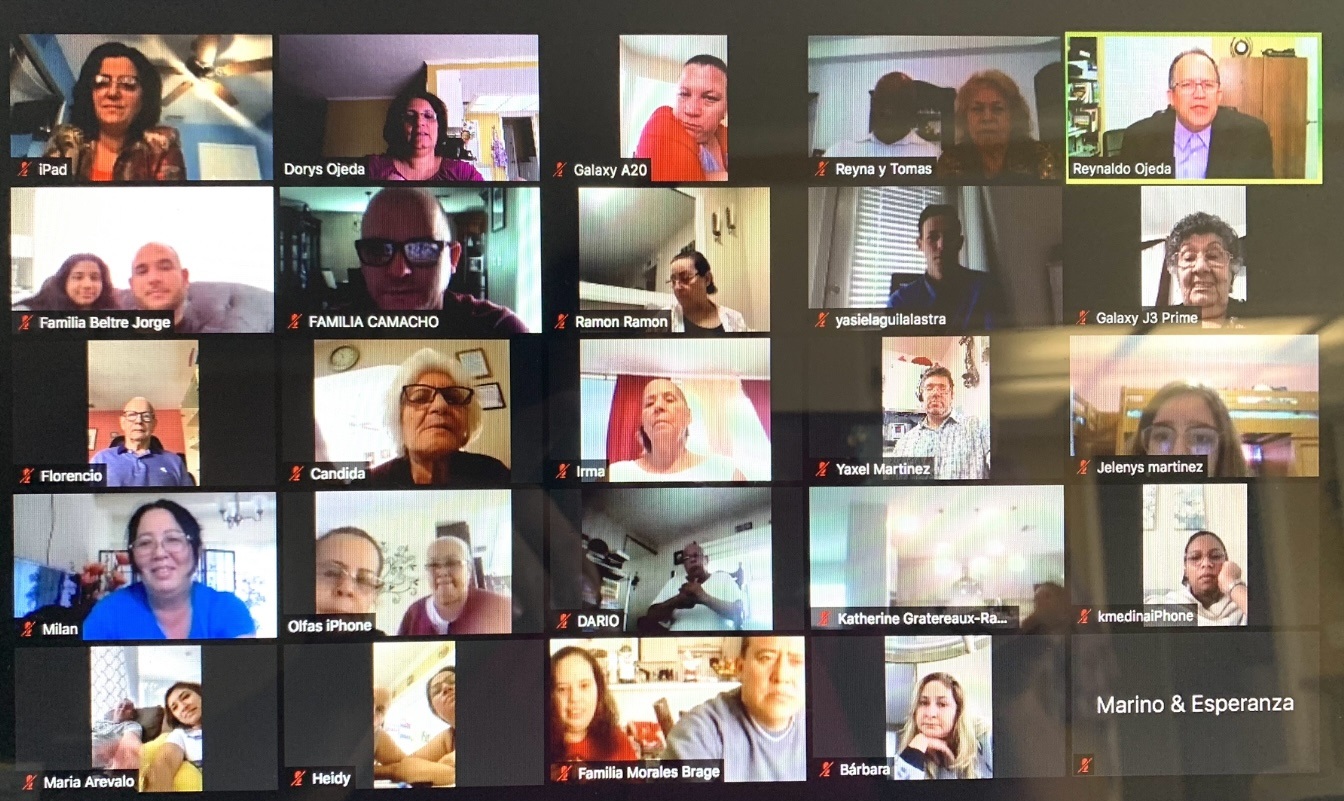 iPad
Dorys Ojeda
Galaxy A20
Reyna y Tomas
Reynaldo Ojeda
Familia Beltre Jorge
FAMILIA CAMACHO
Ramon Ramon
yasielaguilalastra
Galaxy J3 Prime
Florencio
Candida
Irma
Yaxel Martinez
Jelenys martinez
Milan
Olfas iPhone
DARIO
Katherine Gratereaux-Ra...
kmedinaiPhone
Maria Arevalo
Heidy
Familia Morales Brage
Bárbara
Marino & Esperanza